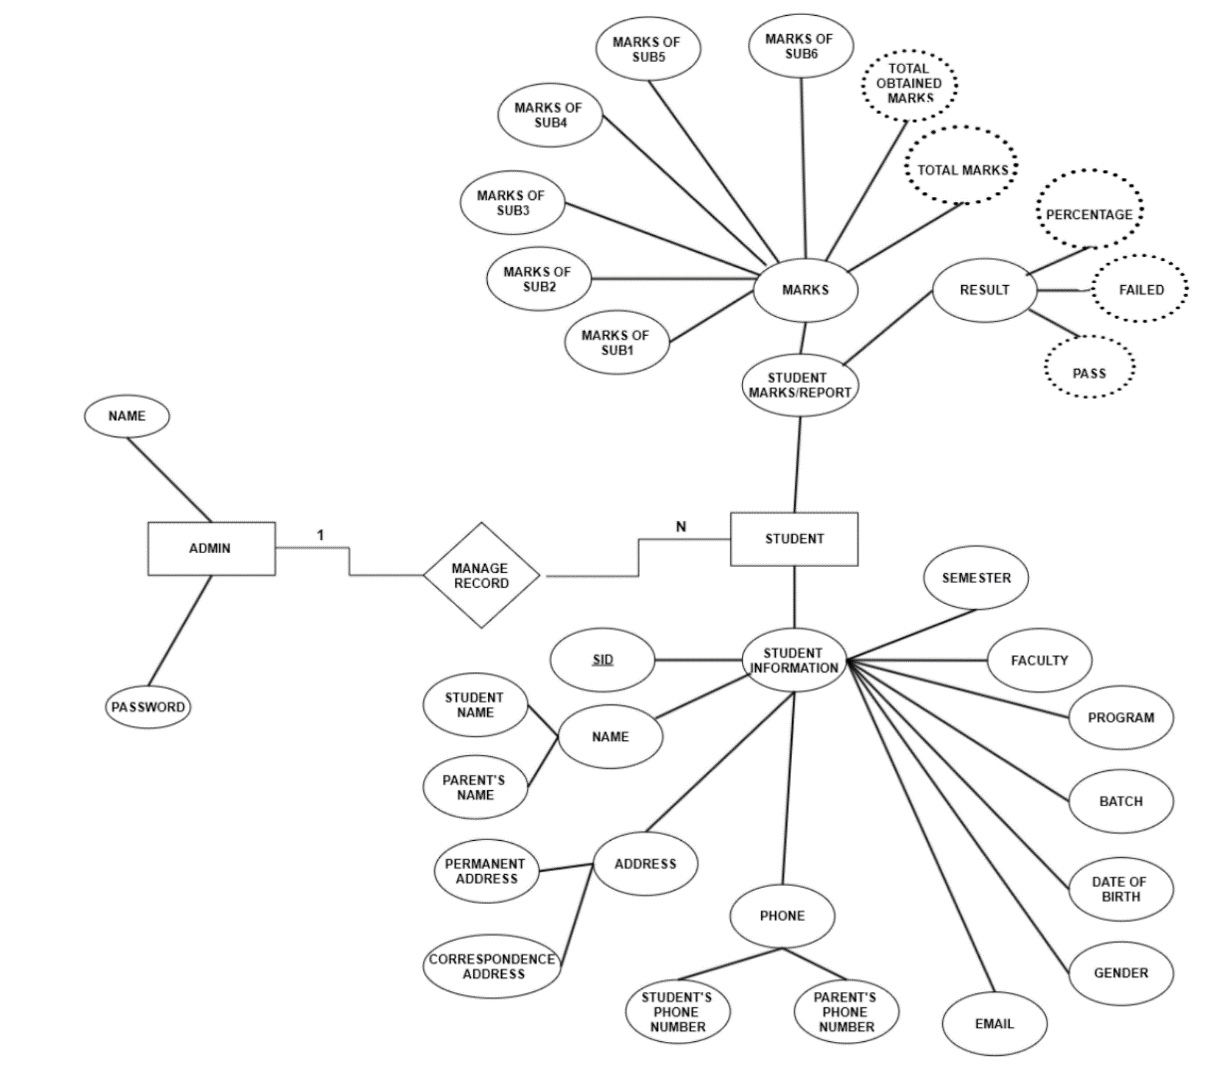 MARKS OF
SUB5
MARKS OF
SUB6
TOTAL
OBTAINED
MARKS
MARKS OF
SUB4
TOTAL MARKS
MARKS OF
SUB3
PERCENTAGE
MARKS OF
SUB2
MARKS
RESULT
FAILED
MARKS OF
SUB1
PASS
STUDENT
MARKS/REPORT
NAME
ADMIN
1
MANAGE
RECORD
N
STUDENT
PASSWORD
SEMESTER
SID
STUDENT
INFORMATION
FACULTY
STUDENT
NAME
NAME
PROGRAM
PARENT'S
NAME
BATCH
PERMANENT
ADDRESS
ADDRESS
DATE OF
BIRTH
PHONE
CORRESPONDENCE
ADDRESS
GENDER
STUDENT'S
PHONE
NUMBER
PARENT'S
PHONE
NUMBER
EMAIL